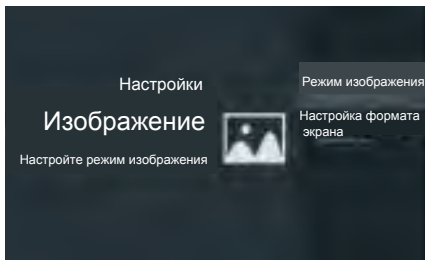 Настройки
Изображение
Настройте режим изображения
Режим изображения
Настройка формата
экрана